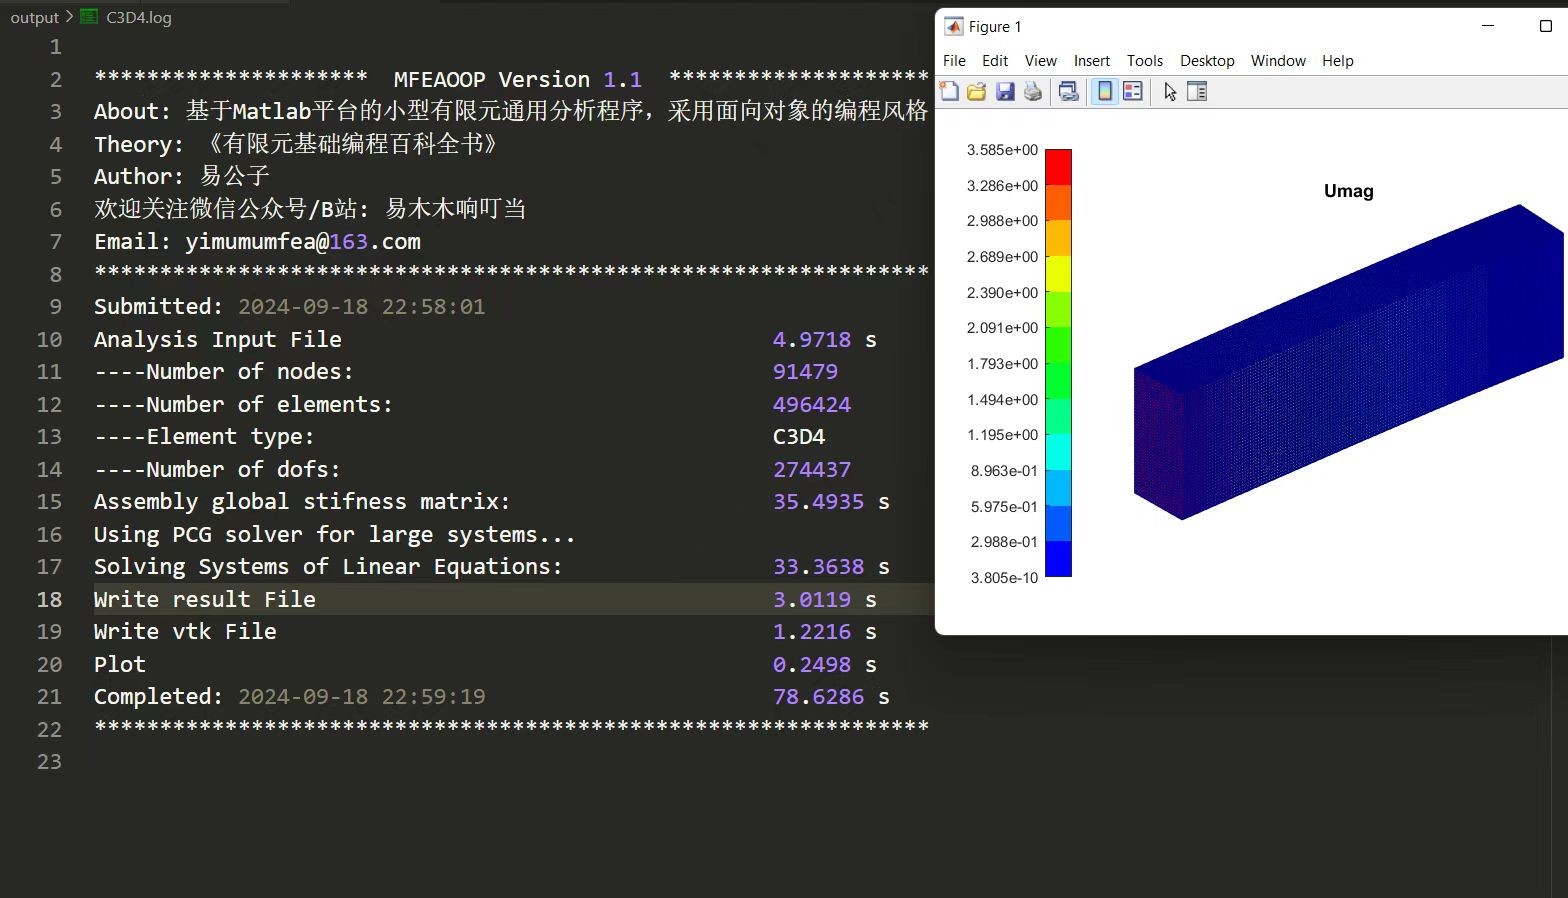 output > C3D4.log
1
2 ********************* MFEAOOP Version 1.1 ********************
3 About: 基于Matlab平台的小型有限元通用分析程序，采用面向对象的编程风格
4 Theory: 《有限元基础编程百科全书》
5 Author: 易公子
6 欢迎关注微信公众号/B站: 易木木响叮当
7 Email: yimumumfea@163.com
8 ****************************************************************
9 Submitted: 2024-09-18 22:58:01
10 Analysis Input File 4.9718 s
11 ----Number of nodes: 91479
12 ----Number of elements: 496424
13 ----Element type: C3D4
14 ----Number of dofs: 274437
15 Assembly global stifness matrix: 35.4935 s
16 Using PCG solver for large systems...
17 Solving Systems of Linear Equations: 33.3638 s
18 Write result File 3.0119 s
19 Write vtk File 1.2216 s
20 Plot 0.2498 s
21 Completed: 2024-09-18 22:59:19 78.6286 s
22 ****************************************************************
23
Figure 1
File Edit View Insert Tools Desktop Window Help
Umag
3.585e+00
3.286e+00
2.988e+00
2.689e+00
2.390e+00
2.091e+00
1.793e+00
1.494e+00
1.195e+00
8.963e-01
5.975e-01
2.988e-01
3.805e-10